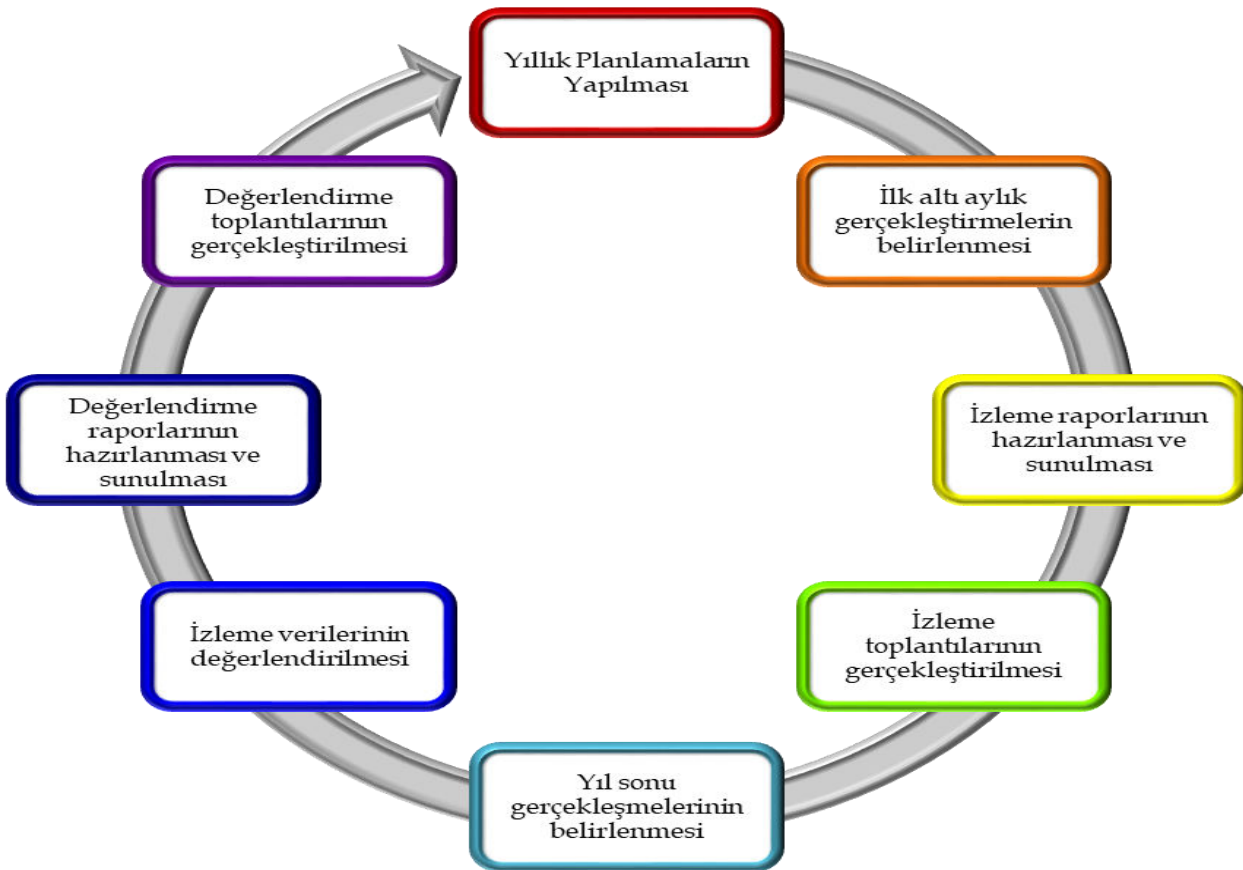 Yıllık Planlamaların
Yapılması
İlk altı aylık
gerçekleştirmelerin
belirlenmesi
İzleme raporlarının
hazırlanması ve
sunulması
İzleme
toplantılarının
gerçekleştirilmesi
Yıl sonu
gerçekleşmelerinin
belirlenmesi
İzleme verilerinin
değerlendirilmesi
Değerlendirme
raporlarının
hazırlanması ve
sunulması
Değerlendirme
toplantılarının
gerçekleştirilmesi